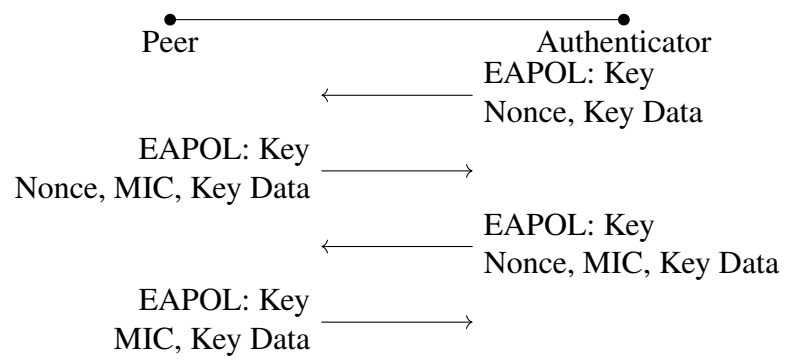 Peer
Authenticator
EAPOL: Key
Nonce, Key Data
EAPOL: Key
Nonce, MIC, Key Data
EAPOL: Key
Nonce, MIC, Key Data
EAPOL: Key
MIC, Key Data